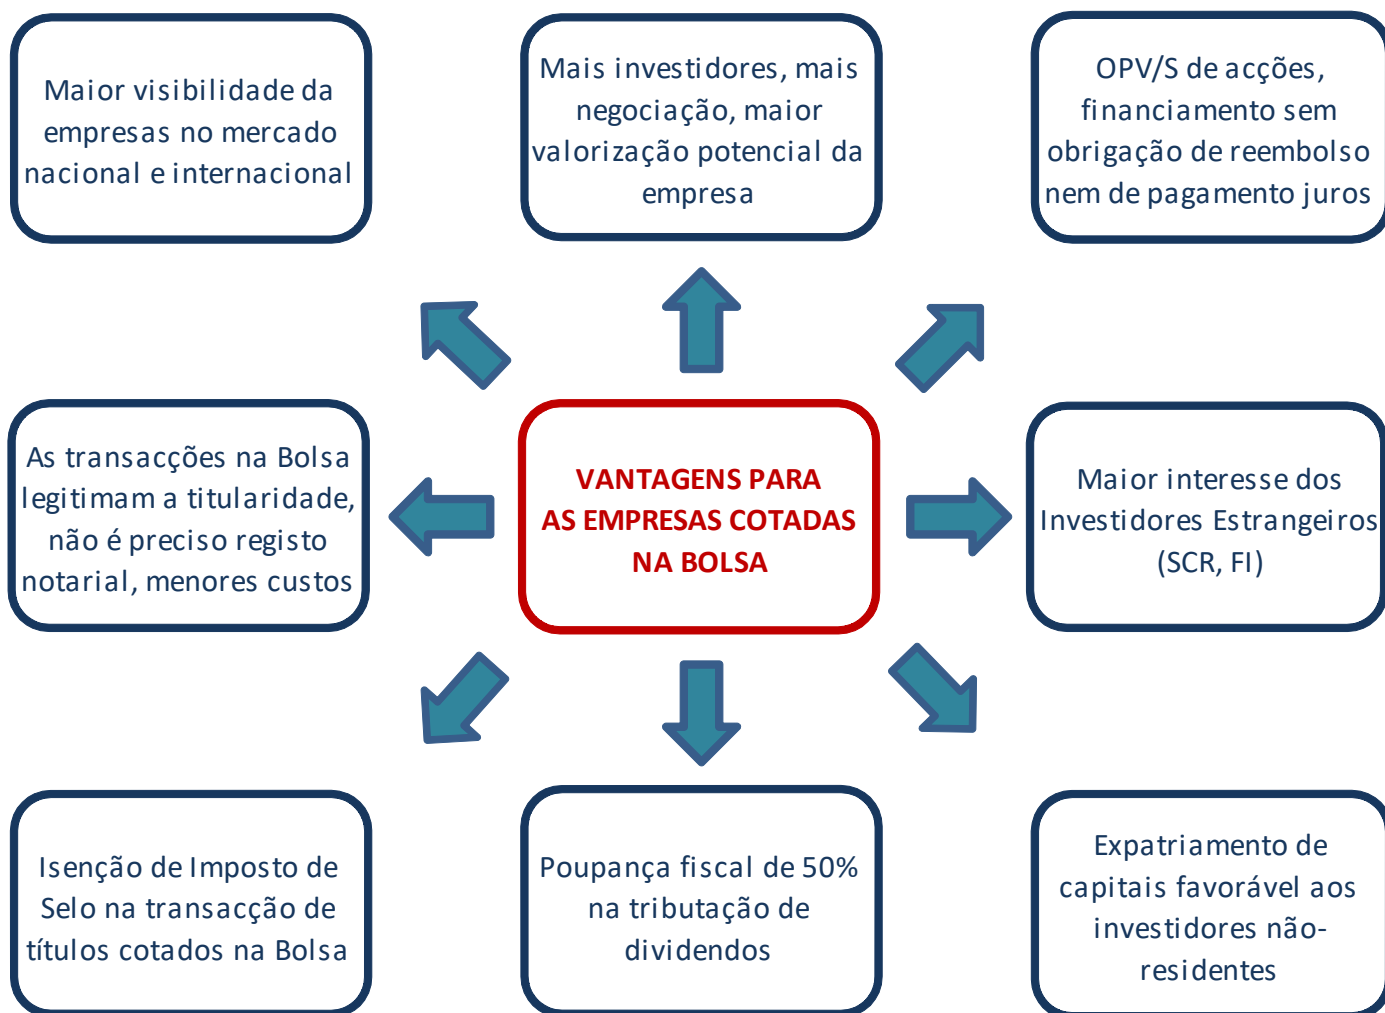 Maior visibilidade da
empresas no mercado
nacional e internacional
Mais investidores, mais
negociação, maior
valorização potencial da
empresa
OPV/S de acções,
financiamento sem
obrigação de reembolso
nem de pagamento juros
As transacções na Bolsa
legitimam a titularidade,
não é preciso registo
notarial, menores custos
VANTAGENS PARA
AS EMPRESAS COTADAS
NA BOLSA
Maior interesse dos
Investidores Estrangeiros
(SCR, FI)
Isenção de Imposto de
Selo na transacção de
títulos cotados na Bolsa
Poupança fiscal de 50%
na tributação de
dividendos
Expatriamento de
capitais favorável aos
investidores não-
residentes